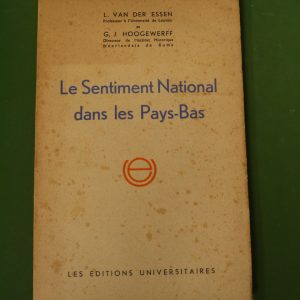 L. VAN DER ESSEN
Professeur à l'Université de Louvain
et
G. J. HOOGEWERFF
Directeur de l'Institut Historique
Néerlandais de Rome
Le Sentiment National
dans les Pays-Bas
LES ÉDITIONS UNIVERSITAIRES